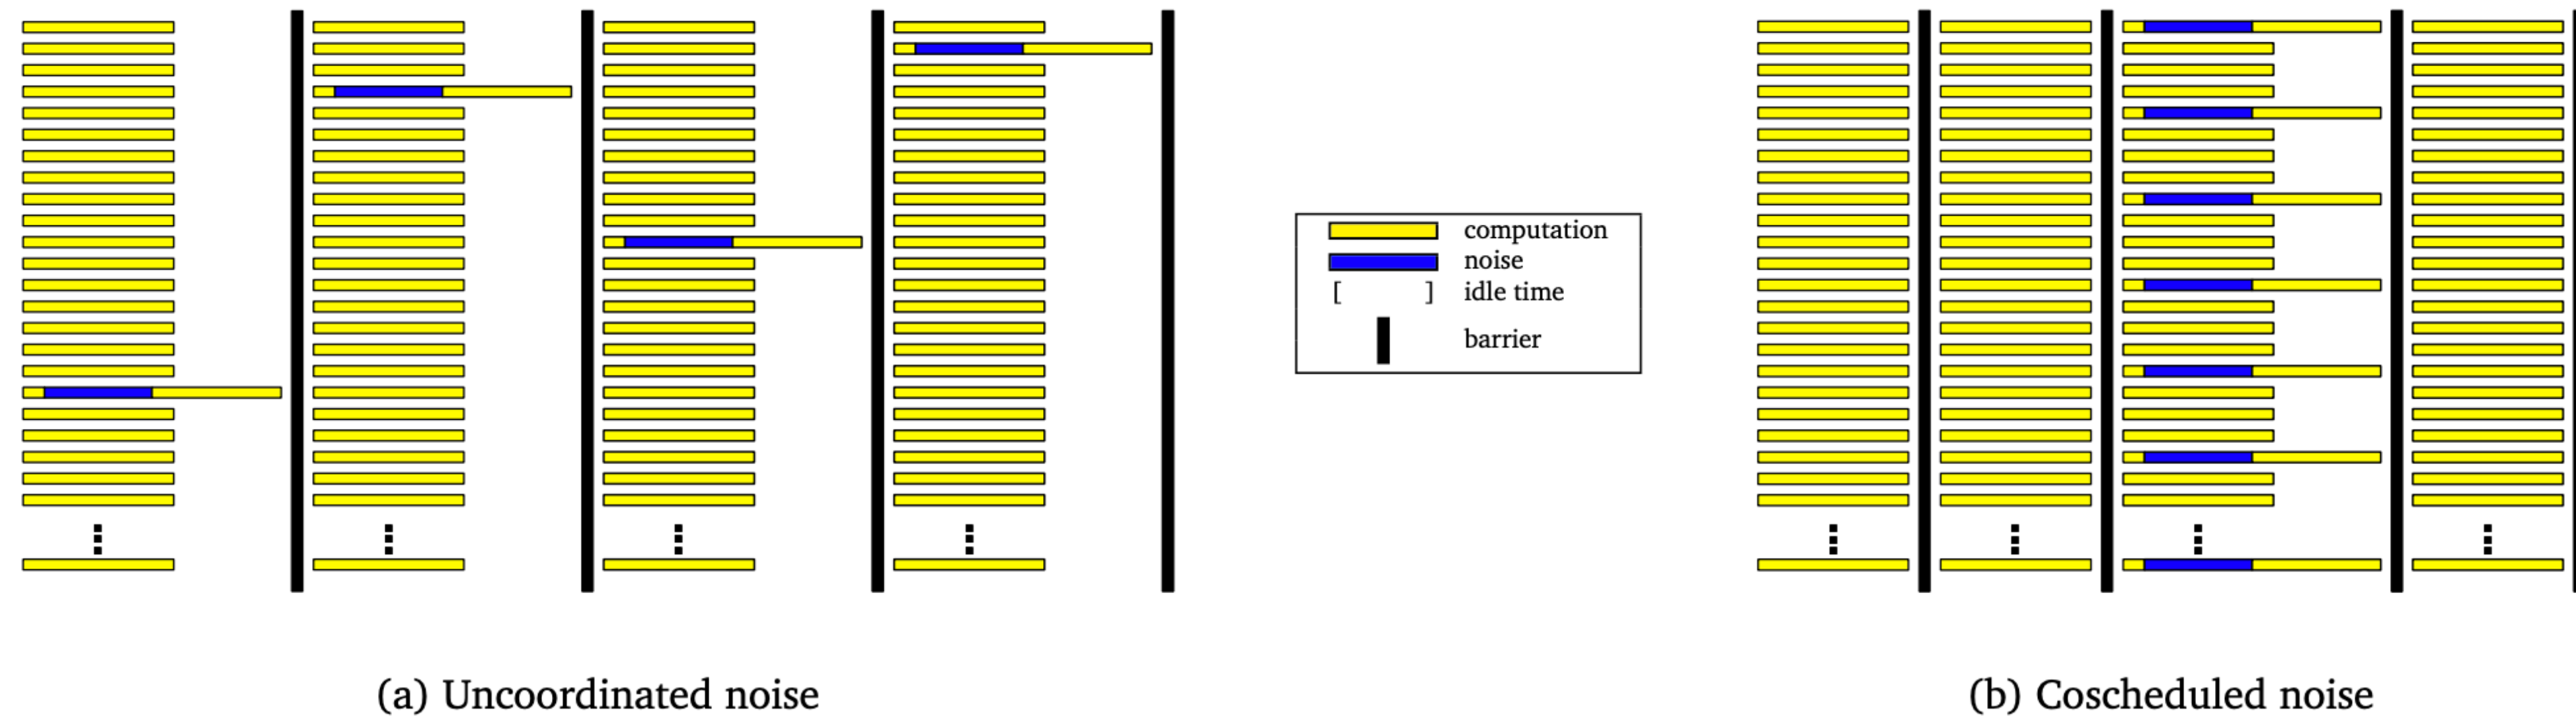 computation
noise
[ ] idle time
barrier
(a) Uncoordinated noise
(b) Coscheduled noise